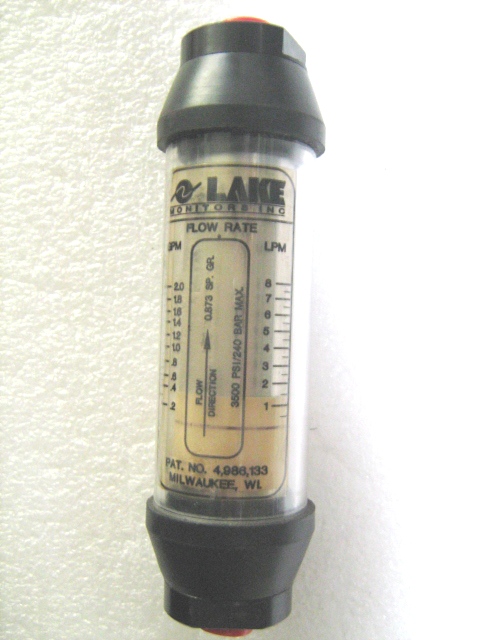 LAKE
MONITORS INC
FLOW RATE
GPM LPM
2.0
1.8
1.6
1.4
1.2
1.0
.8
.6
.4
.2
8
7
6
5
4
3
2
1
FLOW
DIRECTION
0.873 SP. GR.
3500 PSI/240 BAR MAX.
PAT. NO. 4,986,133
MILWAUKEE, WI.